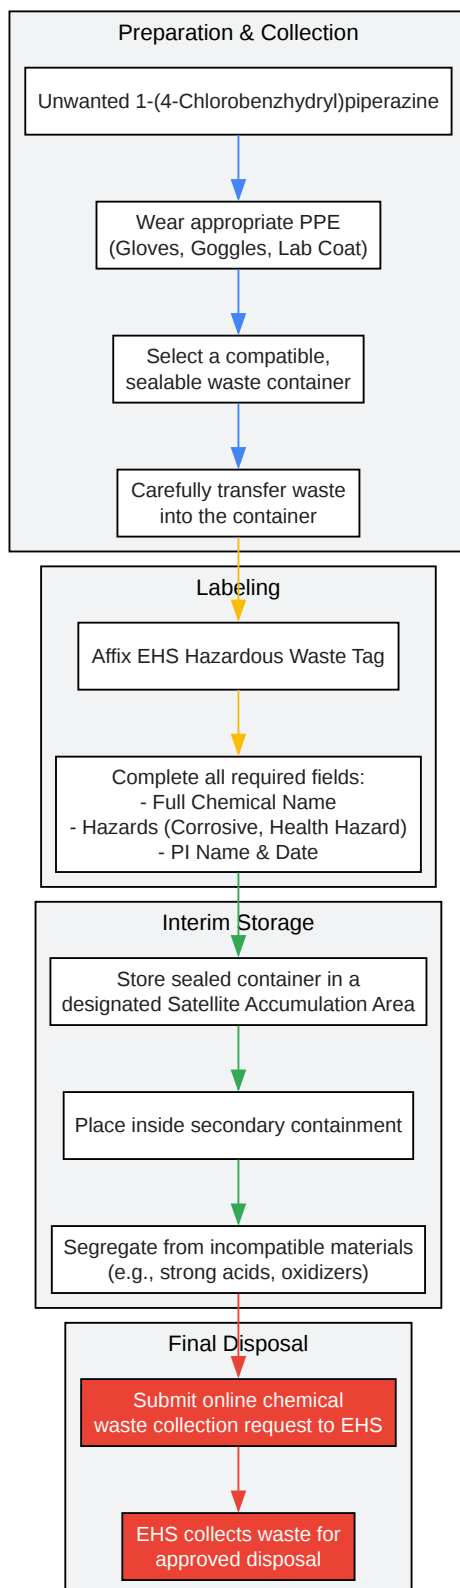 Preparation & Collection
Unwanted 1-(4-Chlorobenzhydryl)piperazine
Wear appropriate PPE
(Gloves, Goggles, Lab Coat)
Select a compatible,
sealable waste container
Carefully transfer waste
into the container
Labeling
Affix EHS Hazardous Waste Tag
Complete all required fields:
- Full Chemical Name
- Hazards (Corrosive, Health Hazard)
- PI Name & Date
Interim Storage
Store sealed container in a
designated Satellite Accumulation Area
Place inside secondary containment
Segregate from incompatible materials
(e.g., strong acids, oxidizers)
Final Disposal
Submit online chemical
waste collection request to EHS
EHS collects waste for
approved disposal